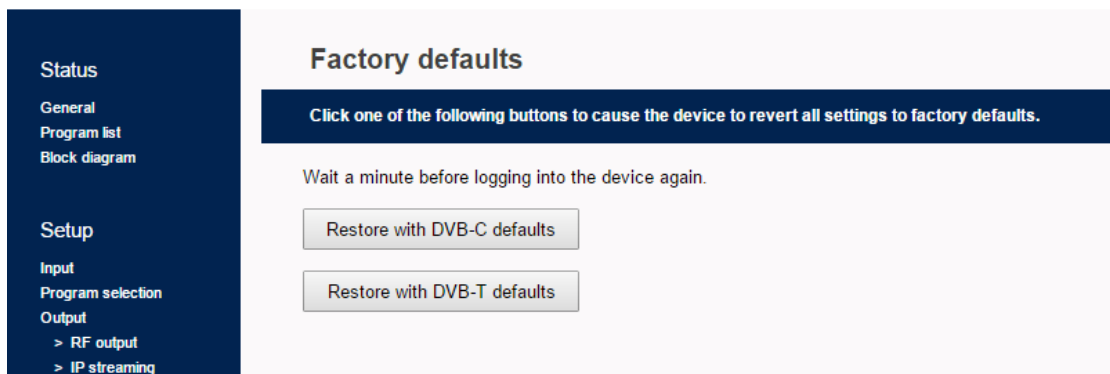 Status
General
Program list
Block diagram
Setup
Input
Program selection
Output
> RF output
> IP streaming
Factory defaults
Click one of the following buttons to cause the device to revert all settings to factory defaults.
Wait a minute before logging into the device again.
Restore with DVB-C defaults
Restore with DVB-T defaults